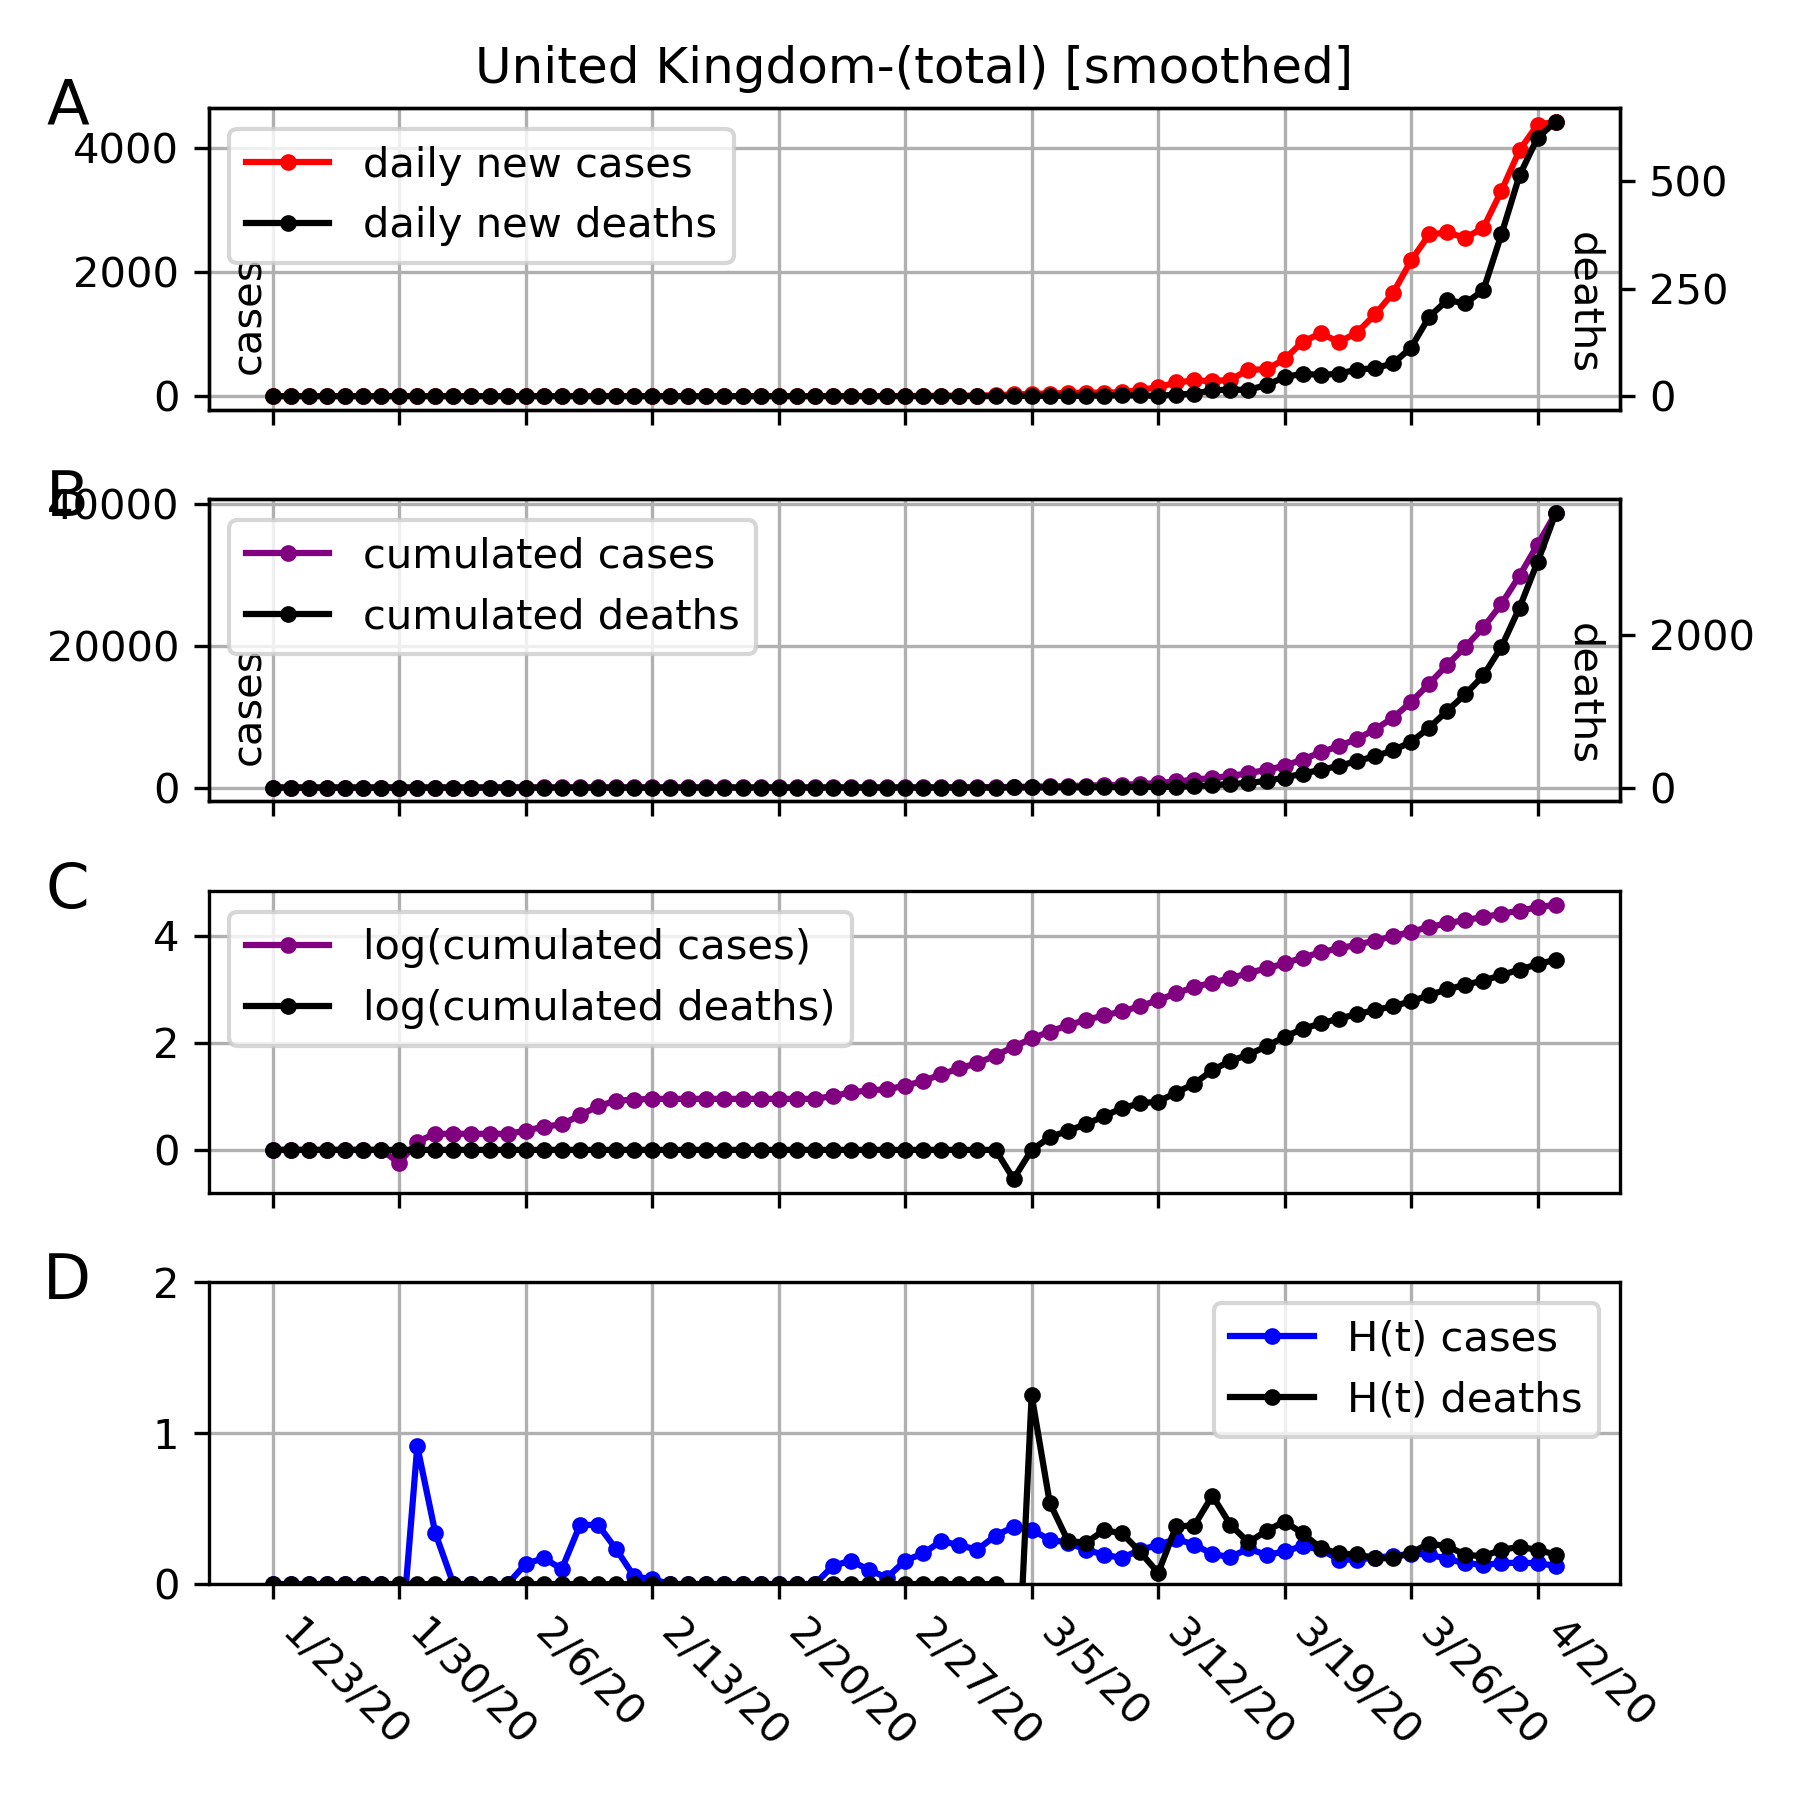 United Kingdom-(total) [smoothed]
A
4000
2000
0
daily new cases
daily new deaths
cases
500
250
0
deaths
B
40000
20000
0
cumulated cases
cumulated deaths
cases
2000
0
deaths
C
4
2
0
log(cumulated cases)
log(cumulated deaths)
D
2
1
0
H(t) cases
H(t) deaths
1/23/20
1/30/20
2/6/20
2/13/20
2/20/20
2/27/20
3/5/20
3/12/20
3/19/20
3/26/20
4/2/20